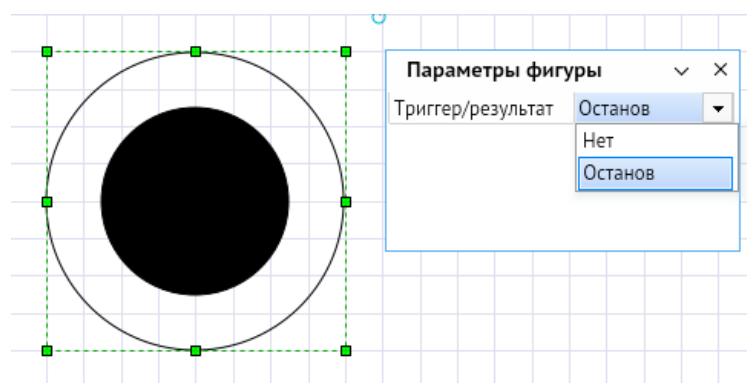 Параметры фигуры
Триггер/результат Останов
Нет
Останов